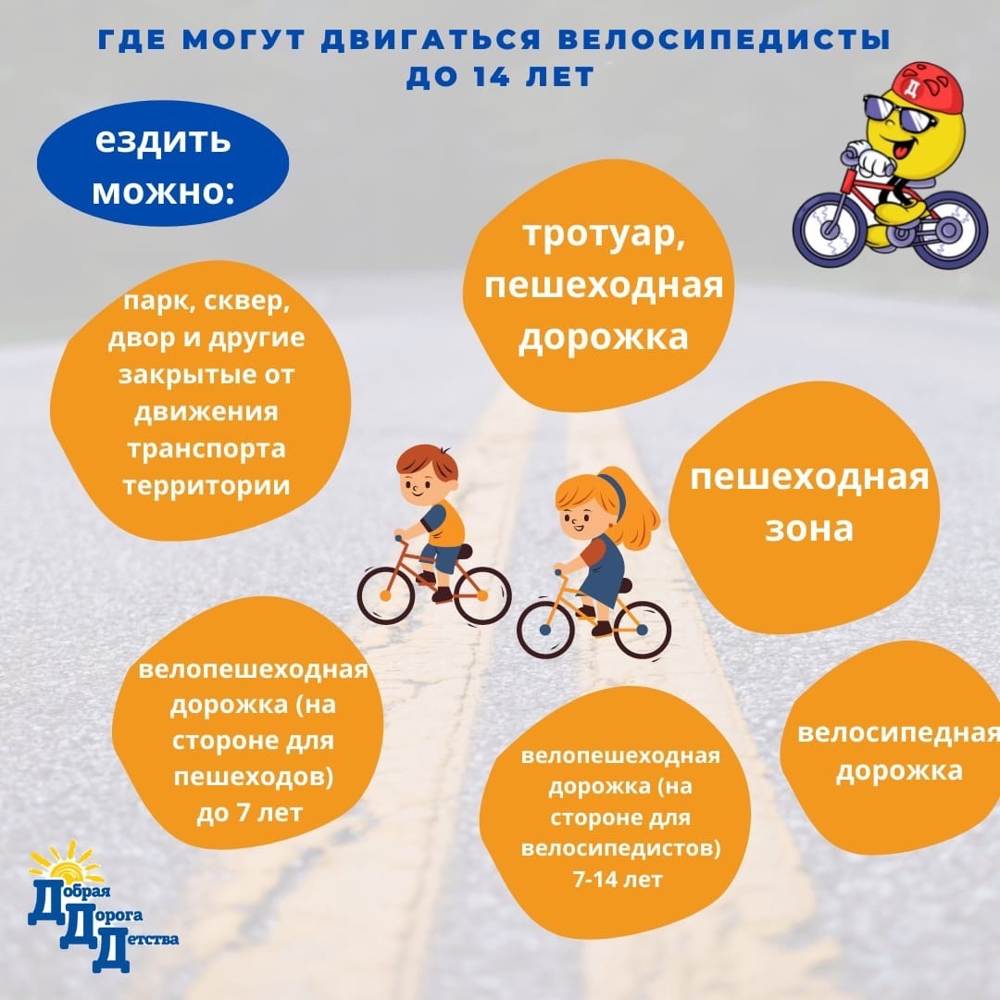 ГДЕ МОГУТ ДВИГАТЬСЯ ВЕЛОСИПЕДИСТЫ
ДО 14 ЛЕТ
ездить
можно:
Д
тротуар,
пешеходная
дорожка
парк, сквер,
двор и другие
закрытые от
движения
транспорта
территории
пешеходная
зона
велопешеходная
дорожка (на
стороне для
пешеходов)
до 7 лет
велосипедная
дорожка
велопешеходная
дорожка (на
стороне для
велосипедистов)
7-14 лет
Добрая
Дорога
Детства